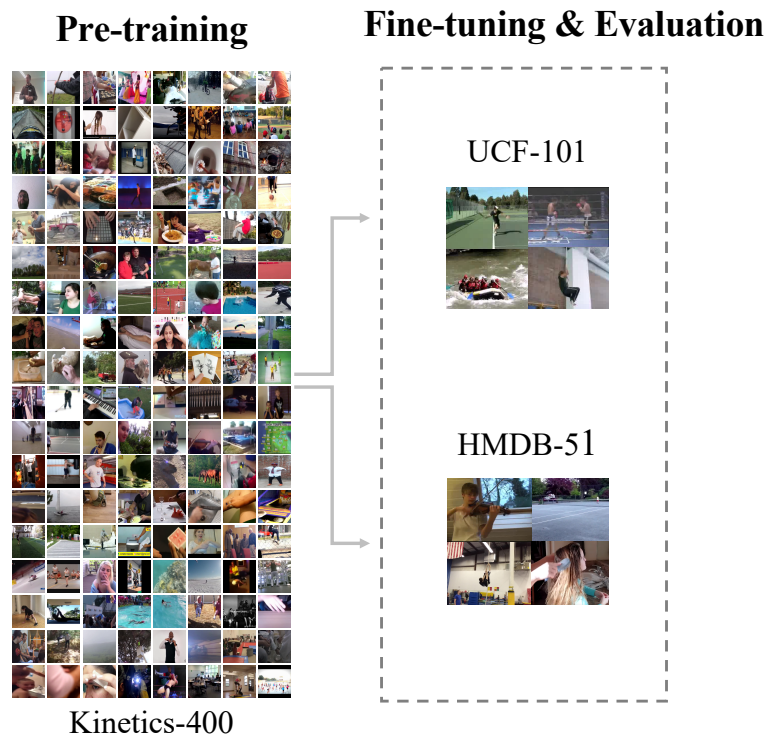 Pre-training
Fine-tuning & Evaluation
UCF-101
HMDB-51
Kinetics-400